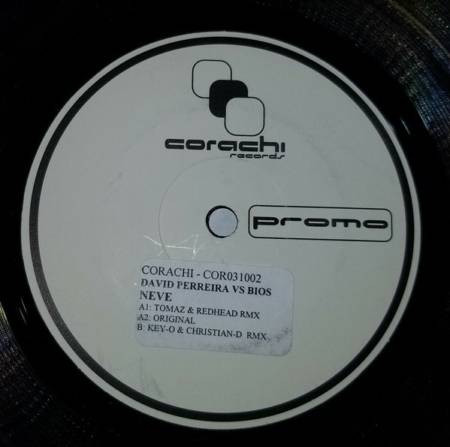 corachi
records
promo
CORACHI - COR031002
DAVID PERREIRA VS BIOS
NEVE
A1: TOMAZ & REDHEAD RMX
A2: ORIGINAL
B: KEY-O & CHRISTIAN-D RMX